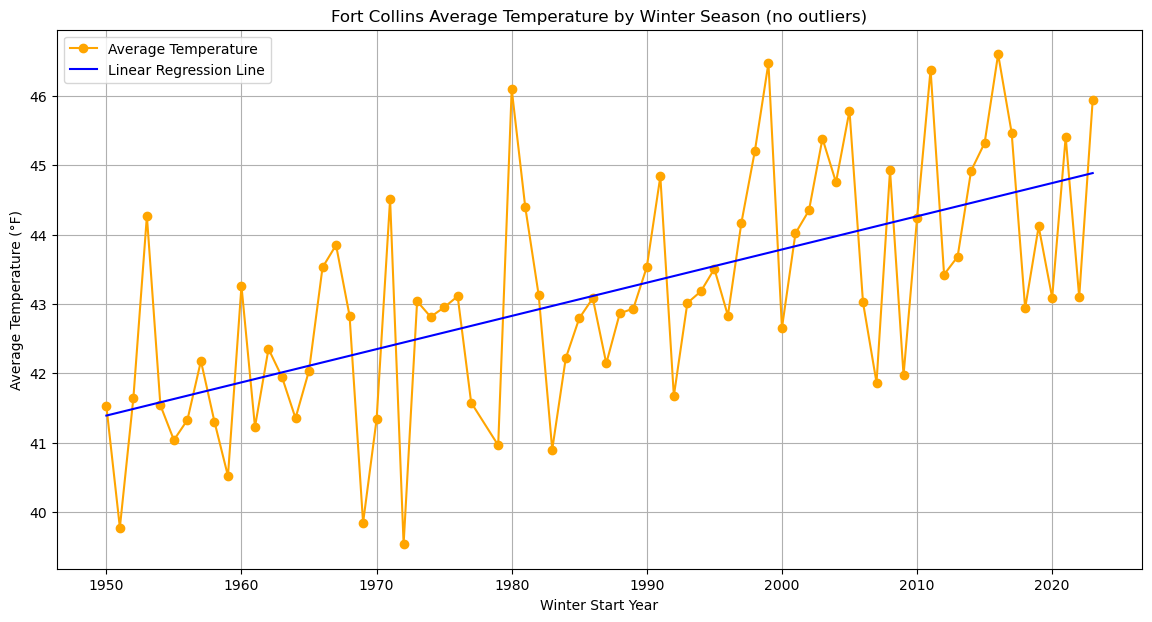 Fort Collins Average Temperature by Winter Season (no outliers)
Average Temperature
Linear Regression Line
Average Temperature (°F)
46
45
44
43
42
41
40
1950 1960 1970 1980 1990 2000 2010 2020
Winter Start Year